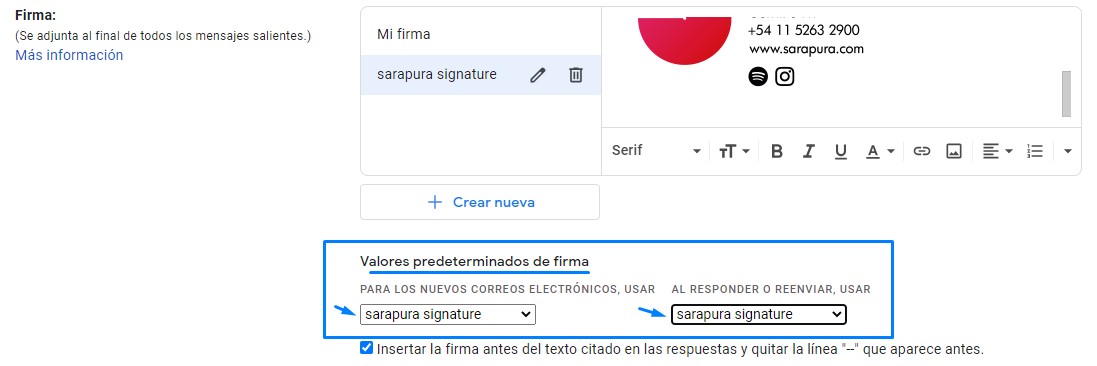 Firma:
(Se adjunta al final de todos los mensajes salientes.)
Más información
Mi firma
sarapura signature
+54 11 5263 2900
www.sarapura.com
Serif
B I U A
Crear nueva
Valores predeterminados de firma
PARA LOS NUEVOS CORREOS ELECTRÓNICOS, USAR
sarapura signature
AL RESPONDER O REENVIAR, USAR
sarapura signature
Insertar la firma antes del texto citado en las respuestas y quitar la línea "--" que aparece antes.